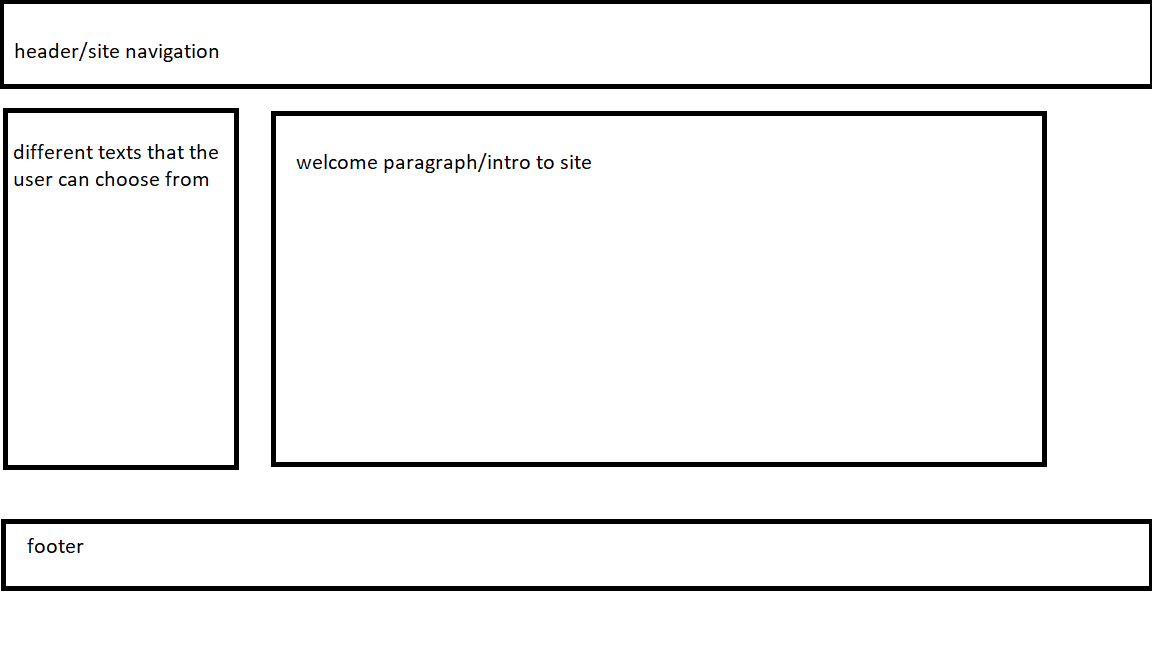 header/site navigation
different texts that the
user can choose from
welcome paragraph/intro to site
footer